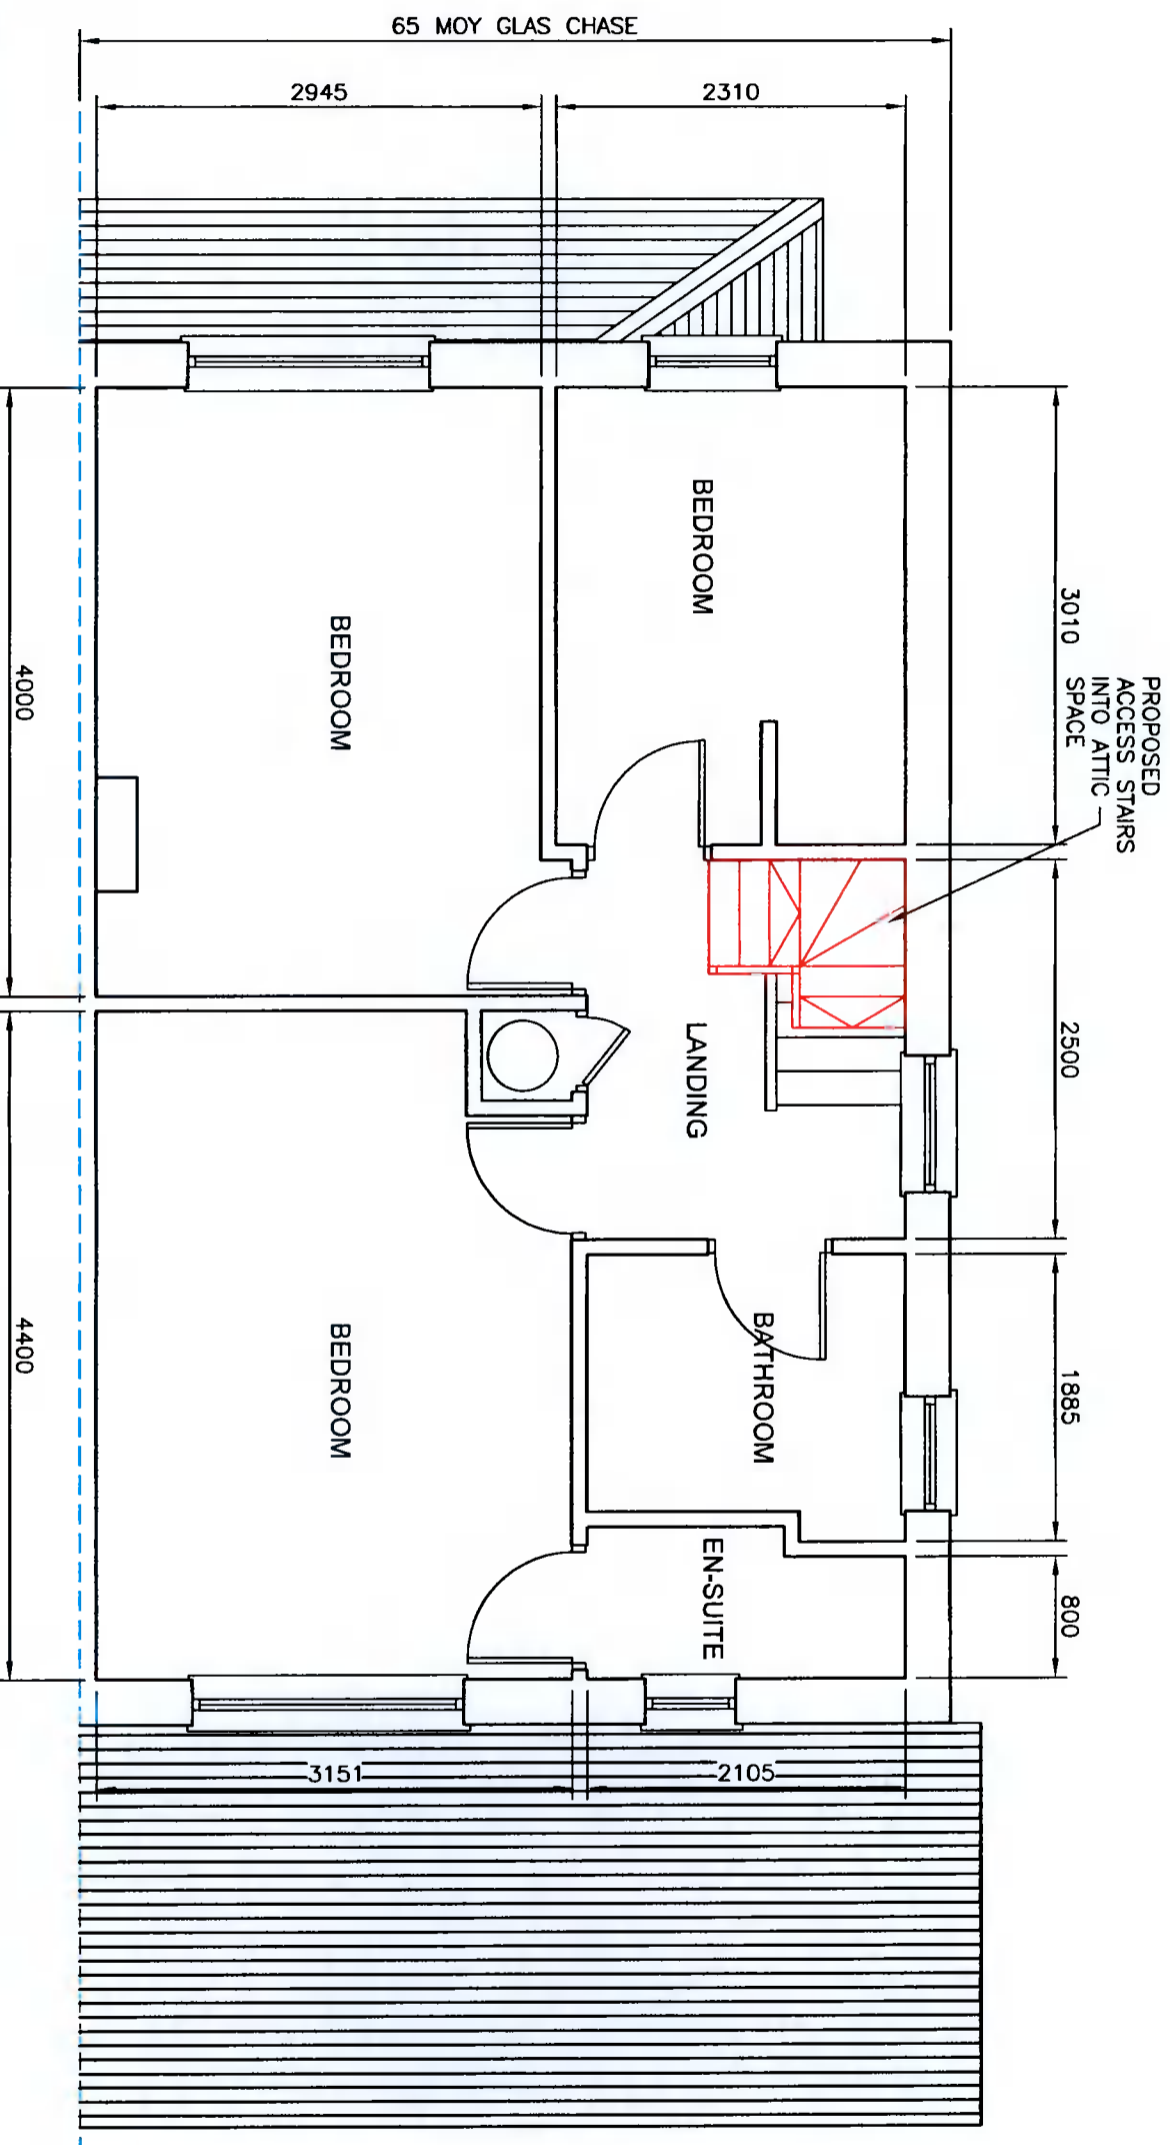 65 MOY GLAS CHASE
2945
2310
PROPOSED
ACCESS STAIRS
INTO ATTIC
SPACE
3010
2500
1885
800
BEDROOM
BEDROOM
LANDING
BATHROOM
EN-SUITE
BEDROOM
4000
4400
3151
2105